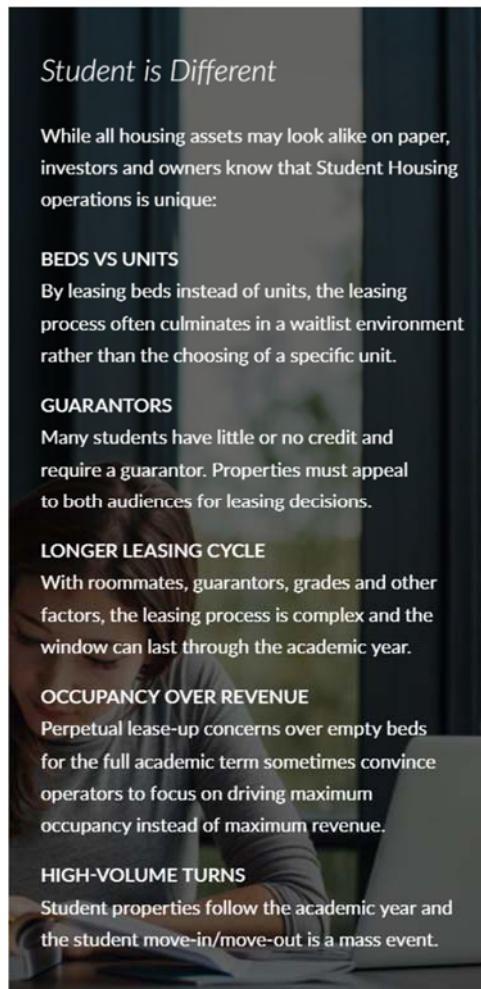 Student is Different
While all housing assets may look alike on paper,
investors and owners know that Student Housing
operations is unique:
BEDS VS UNITS
By leasing beds instead of units, the leasing
process often culminates in a waitlist environment
rather than the choosing of a specific unit.
GUARANTORS
Many students have little or no credit and
require a guarantor. Properties must appeal
to both audiences for leasing decisions.
LONGER LEASING CYCLE
With roommates, guarantors, grades and other
factors, the leasing process is complex and the
window can last through the academic year.
OCCUPANCY OVER REVENUE
Perpetual lease-up concerns over empty beds
for the full academic term sometimes convince
operators to focus on driving maximum
occupancy instead of maximum revenue.
HIGH-VOLUME TURNS
Student properties follow the academic year and
the student move-in/move-out is a mass event.